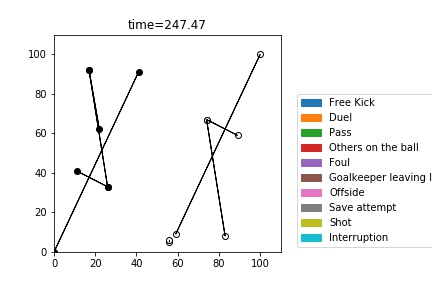 time=247.47
100
80
60
40
20
0
0 20 40 60 80 100
Free Kick
Duel
Pass
Others on the ball
Foul
Goalkeeper leaving l
Offside
Save attempt
Shot
Interruption